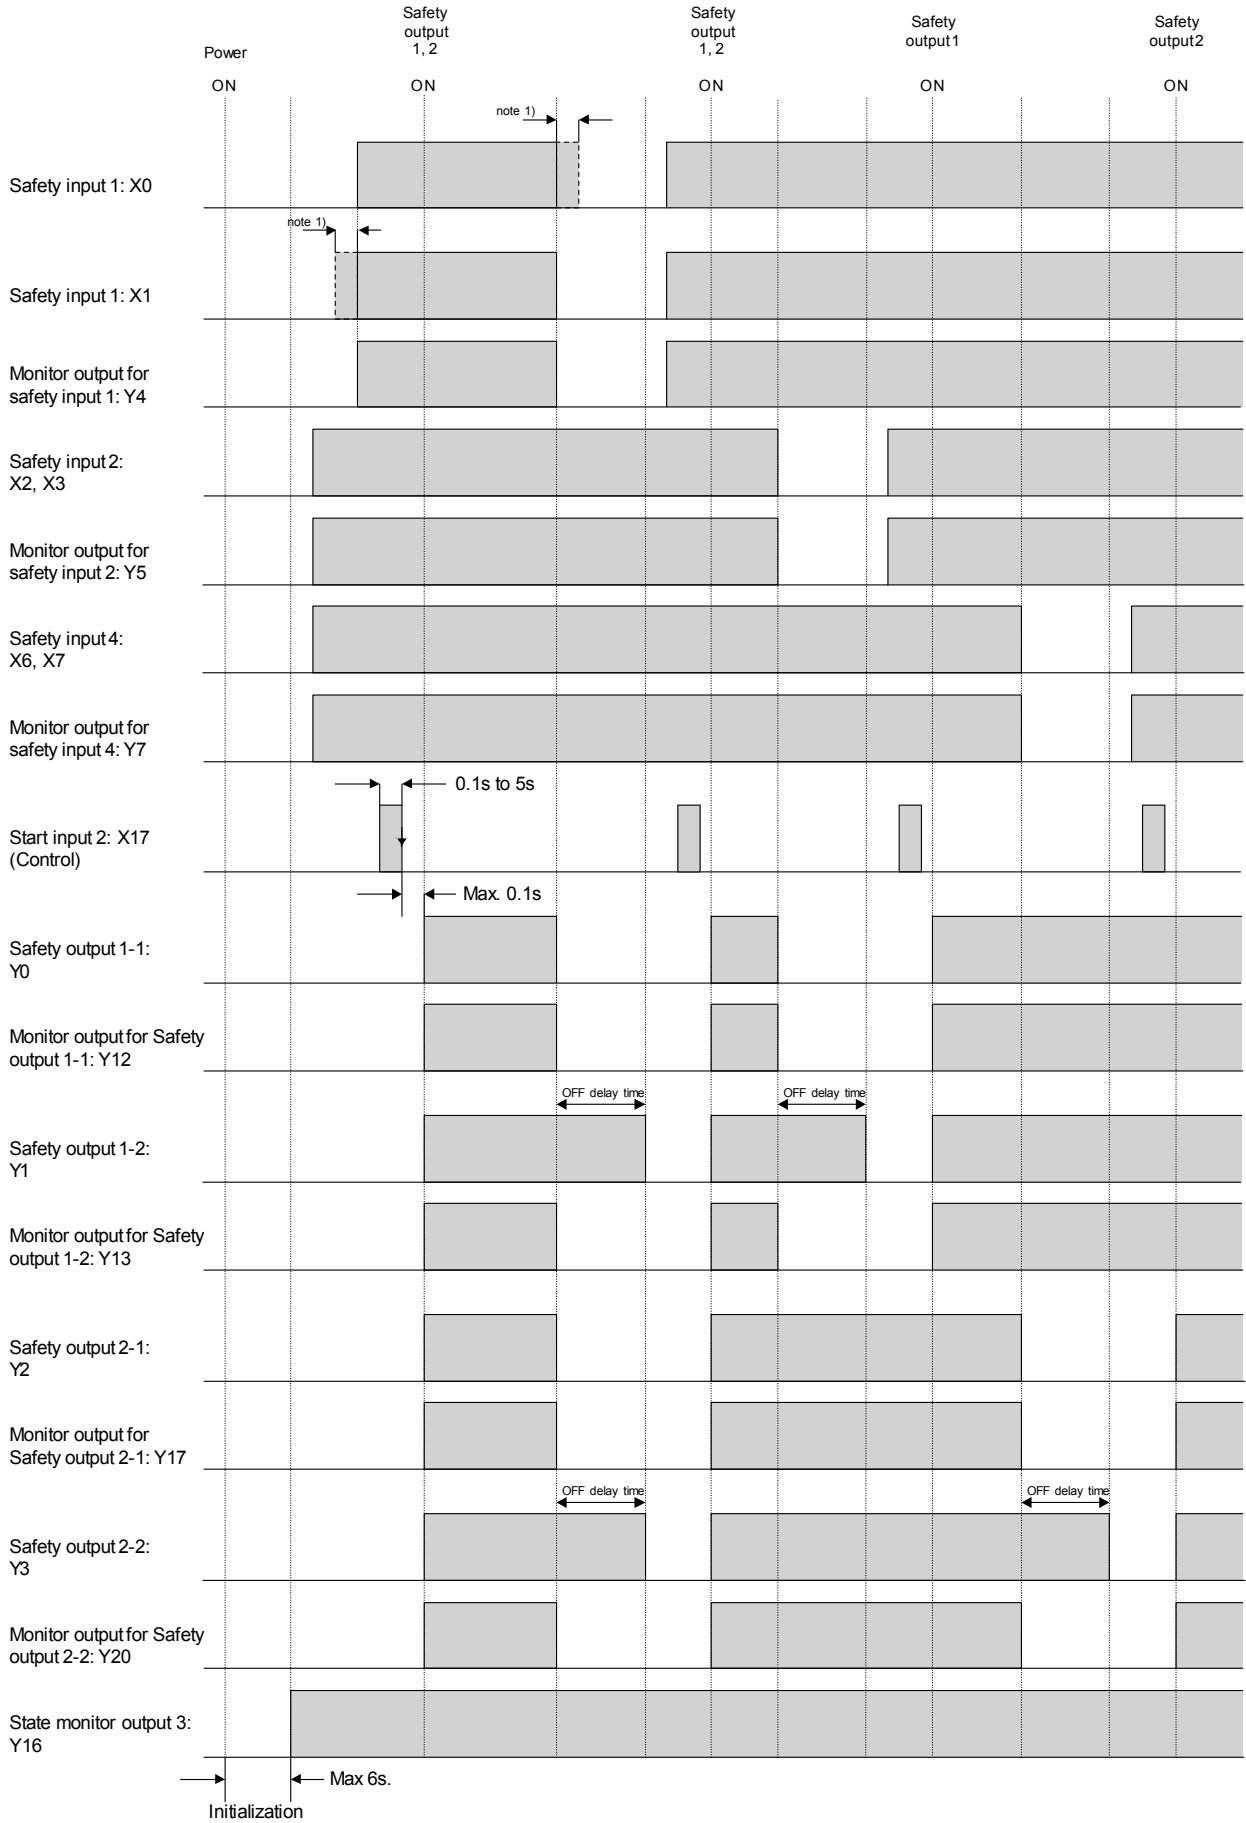 Safety
output
1, 2
Safety
output
1, 2
Safety
output 1
Safety
output 2
Power
ON
ON
ON
ON
ON
note 1)
Safety input 1: X0
note 1)
Safety input 1: X1
Monitor output for
safety input 1: Y4
Safety input 2:
X2, X3
Monitor output for
safety input 2: Y5
Safety input 4:
X6, X7
Monitor output for
safety input 4: Y7
0.1s to 5s
Start input 2: X17
(Control)
Max. 0.1s
Safety output 1-1:
Y0
Monitor output for Safety
output 1-1: Y12
OFF delay time
OFF delay time
Safety output 1-2:
Y1
Monitor output for Safety
output 1-2: Y13
Safety output 2-1:
Y2
Monitor output for
Safety output 2-1: Y17
OFF delay time
OFF delay time
Safety output 2-2:
Y3
Monitor output for Safety
output 2-2: Y20
State monitor output 3:
Y16
Max 6s.
Initialization